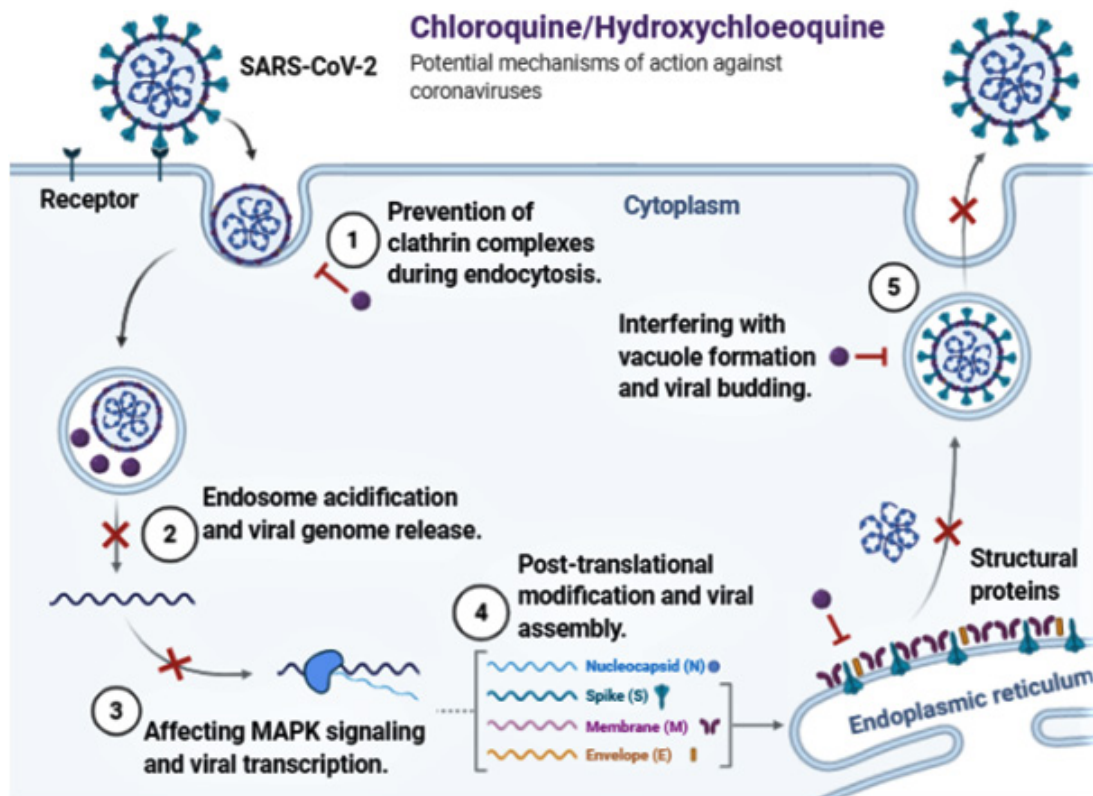 Chloroquine/Hydroxychloeoquine
Potential mechanisms of action against
coronaviruses
SARS-CoV-2
Receptor
Cytoplasm
1
Prevention of
clathrin complexes
during endocytosis.
5
Interfering with
vacuole formation
and viral budding.
2
Endosome acidification
and viral genome release.
3
Affecting MAPK signaling
and viral transcription.
4
Post-translational
modification and viral
assembly.
Nucleocapsid (N)
Spike (S)
Membrane (M)
Envelope (E)
Structural
proteins
Endoplasmic reticulum